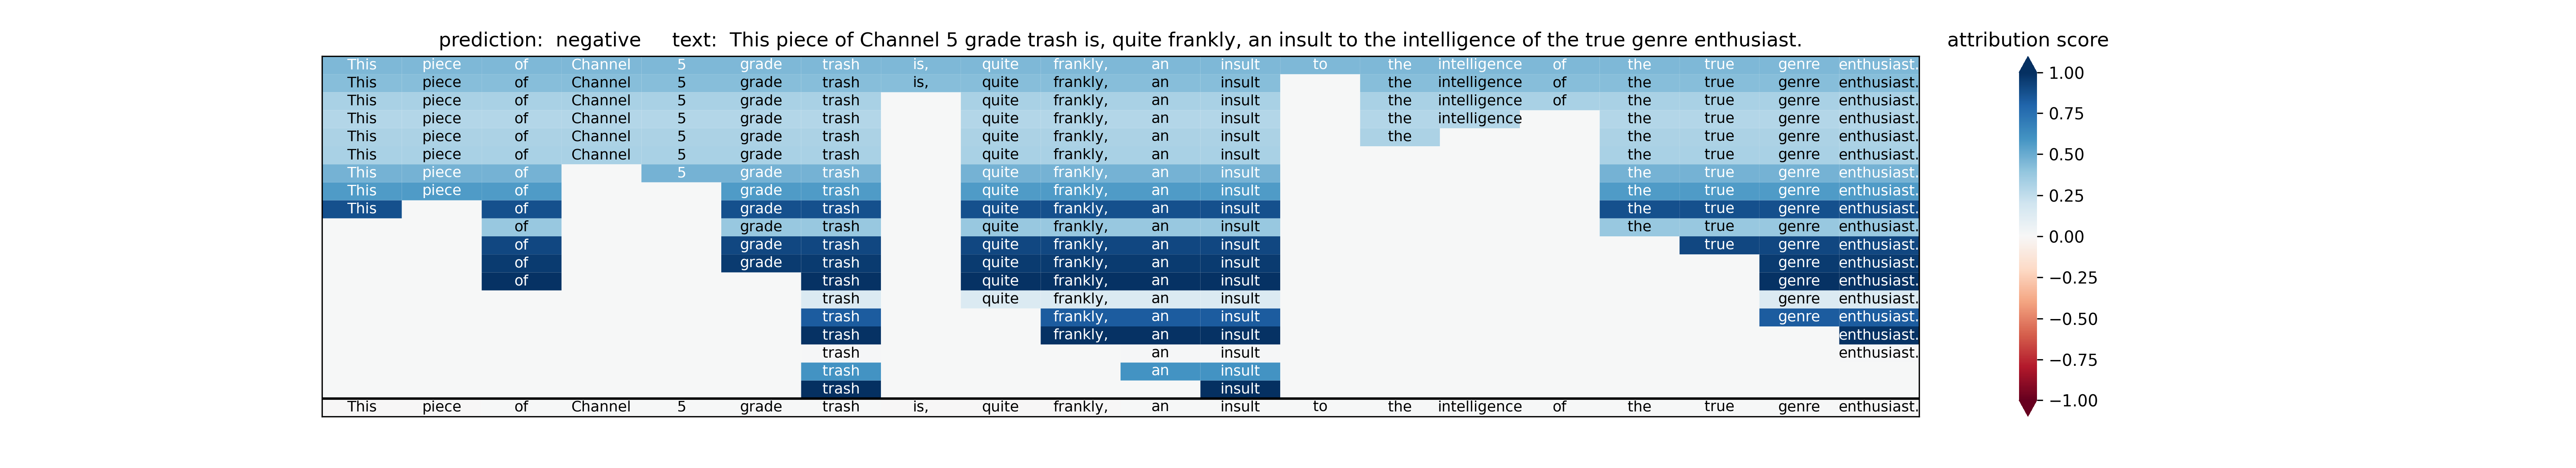 prediction: negative text: This piece of Channel 5 grade trash is, quite frankly, an insult to the intelligence of the true genre enthusiast.
attribution score
This piece of Channel 5 grade trash is, quite frankly, an insult to the intelligence of the true genre enthusiast.
This piece of Channel 5 grade trash is, quite frankly, an insult the intelligence of the true genre enthusiast.
This piece of Channel 5 grade trash quite frankly, an insult the intelligence of the true genre enthusiast.
This piece of Channel 5 grade trash quite frankly, an insult the intelligence the true genre enthusiast.
This piece of Channel 5 grade trash quite frankly, an insult the the true genre enthusiast.
This piece of Channel 5 grade trash quite frankly, an insult the true genre enthusiast.
This piece of 5 grade trash quite frankly, an insult the true genre enthusiast.
This piece of grade trash quite frankly, an insult the true genre enthusiast.
This of grade trash quite frankly, an insult the true genre enthusiast.
of grade trash quite frankly, an insult the true genre enthusiast.
of grade trash quite frankly, an insult true genre enthusiast.
of grade trash quite frankly, an insult genre enthusiast.
of trash quite frankly, an insult genre enthusiast.
trash quite frankly, an insult genre enthusiast.
trash frankly, an insult genre enthusiast.
trash frankly, an insult enthusiast.
trash an insult enthusiast.
trash an insult
trash insult
This piece of Channel 5 grade trash is, quite frankly, an insult to the intelligence of the true genre enthusiast.
1.00
0.75
0.50
0.25
0.00
−0.25
−0.50
−0.75
−1.00